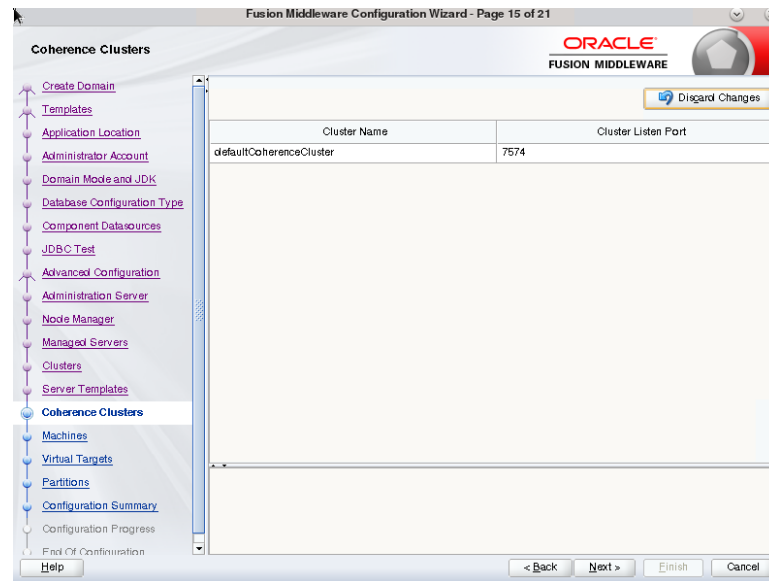 Fusion Middleware Configuration Wizard - Page 15 of 21
Coherence Clusters
ORACLE
FUSION MIDDLEWARE
Create Domain
Templates
Application Location
Administrator Account
Domain Mode and JDK
Database Configuration Type
Component Datasources
JDBC Test
Advanced Configuration
Administration Server
Node Manager
Managed Servers
Clusters
Server Templates
Coherence Clusters
Machines
Virtual Targets
Partitions
Configuration Summary
Configuration Progress
End Of Configuration
Discard Changes
Cluster Name Cluster Listen Port
defaultCoherenceCluster 7574
Help < Back Next > Finish Cancel